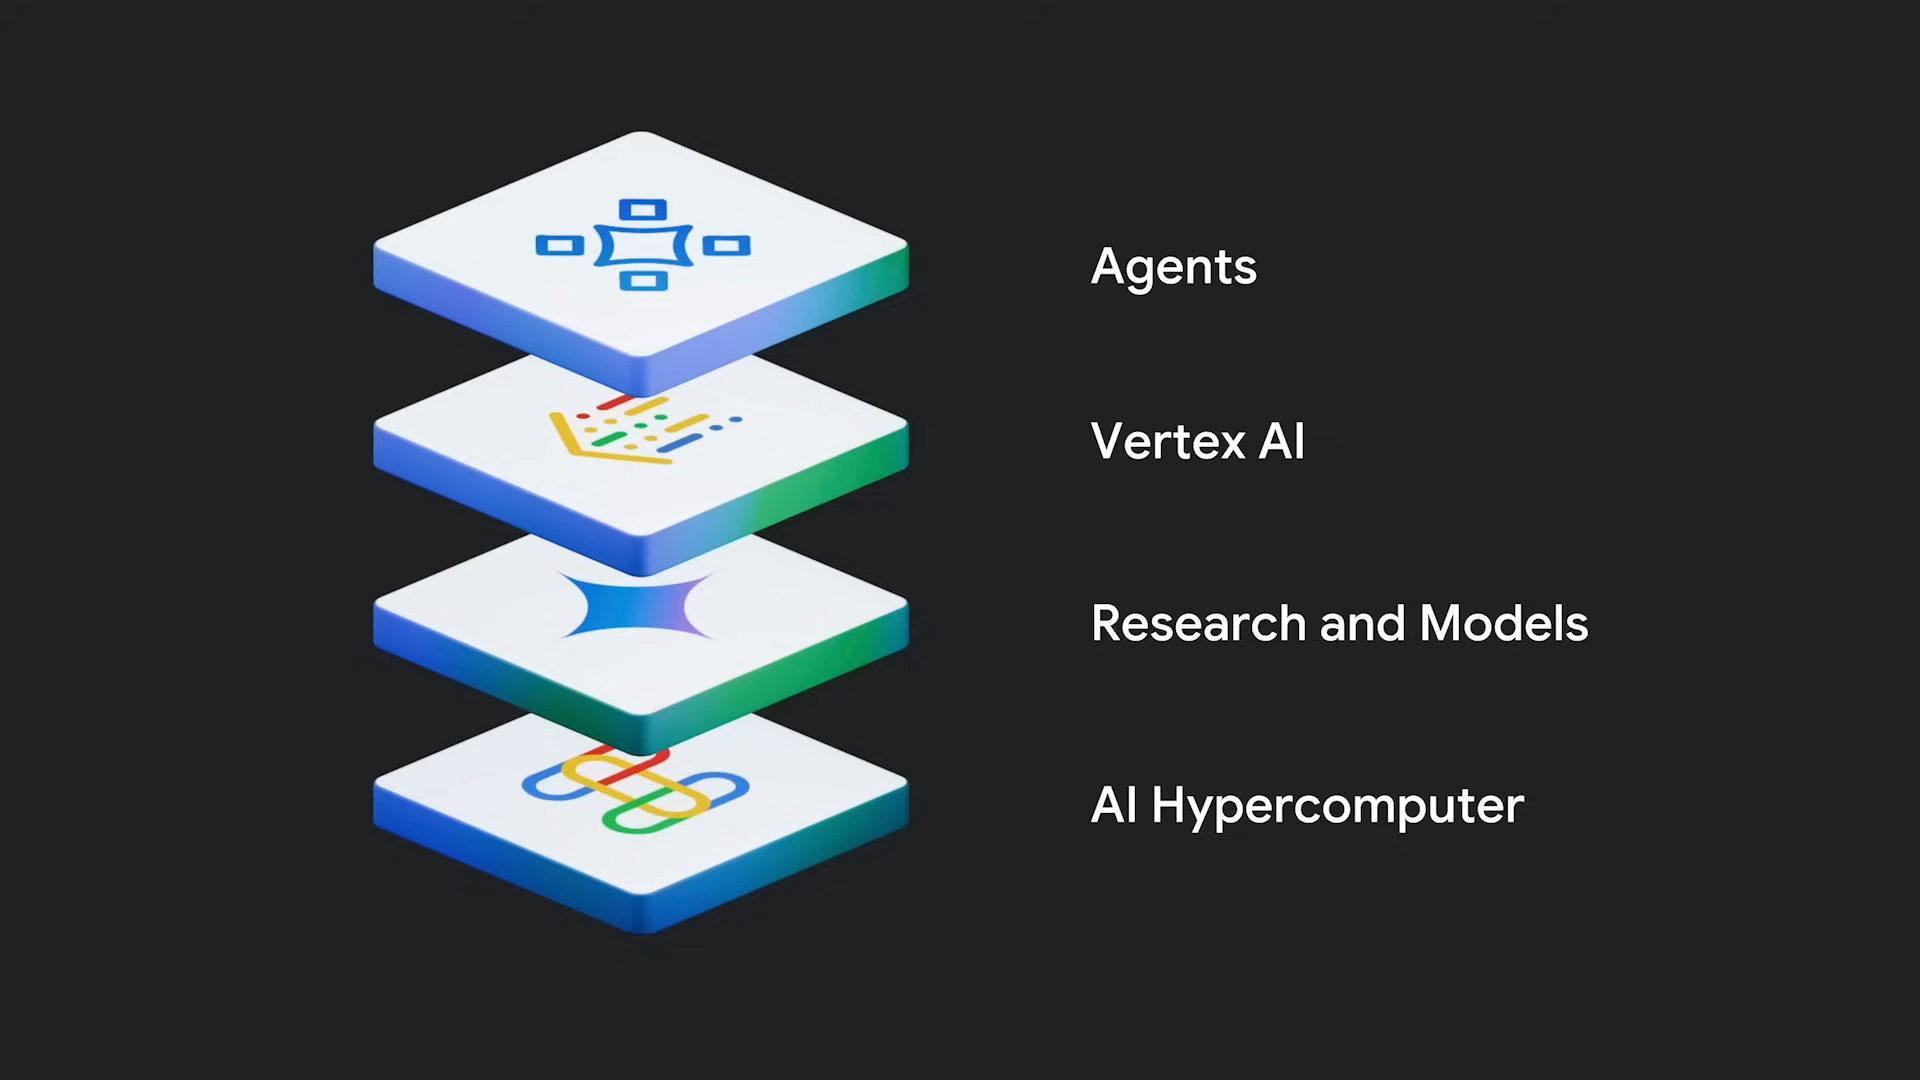 Agents
Vertex AI
Research and Models
AI Hypercomputer